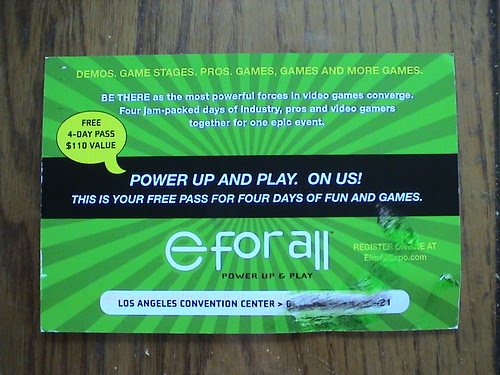 DEMOS. GAME STAGES. PROS. GAMES, GAMES AND MORE GAMES.
BE THERE as the most powerful forces in video games converge.
Four jam-packed days of industry, pros and video gamers
together for one epic event.
FREE
4-DAY PASS
$110 VALUE
POWER UP AND PLAY. ON US!
THIS IS YOUR FREE PASS FOR FOUR DAYS OF FUN AND GAMES.
e for all
POWER UP & PLAY
REGISTER AT
LOS ANGELES CONVENTION CENTER >